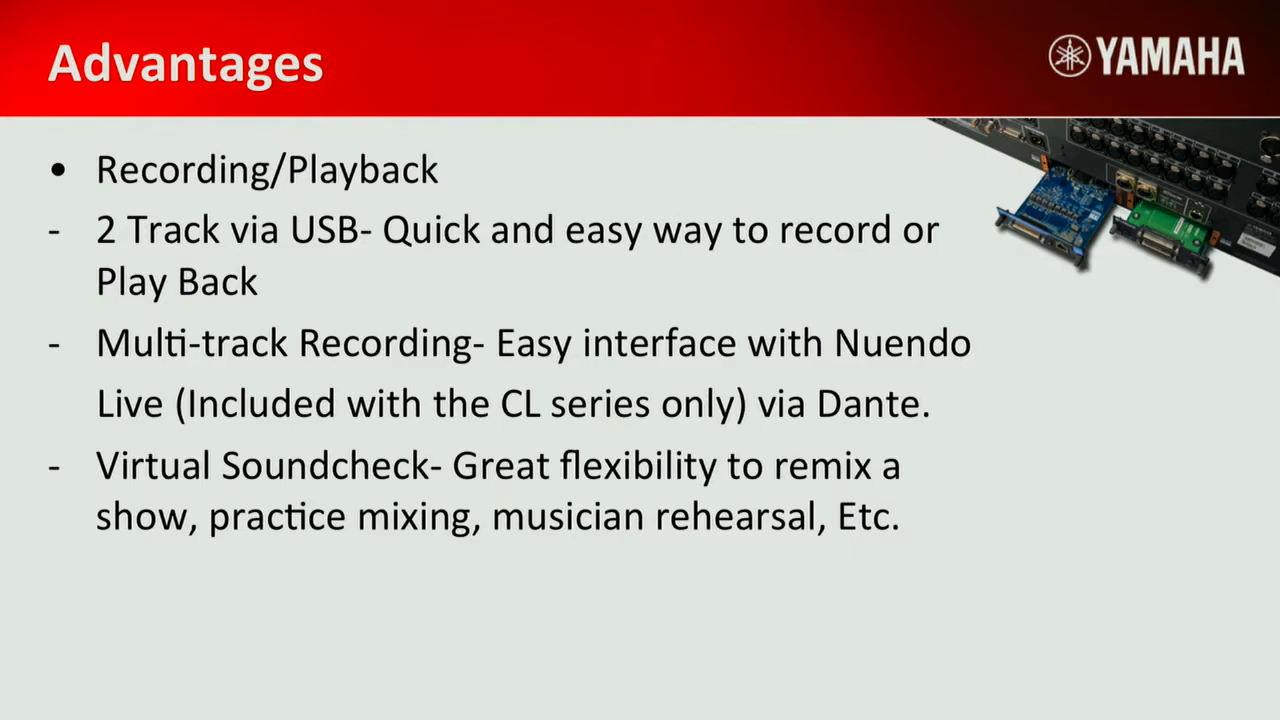 Advantages
YAMAHA
• Recording/Playback
- 2 Track via USB- Quick and easy way to record or
Play Back
- Multi-track Recording- Easy interface with Nuendo
Live (Included with the CL series only) via Dante.
- Virtual Soundcheck- Great flexibility to remix a
show, practice mixing, musician rehearsal, Etc.